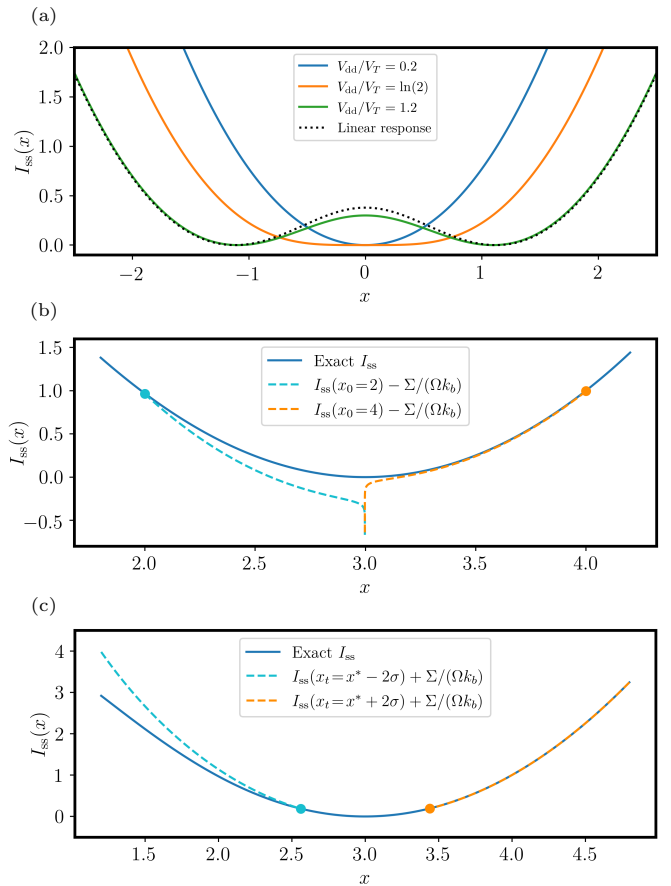 (a)
2.0
1.5
1.0
0.5
0.0
I_ss(x)
V_dd/V_T = 0.2
V_dd/V_T = ln(2)
V_dd/V_T = 1.2
Linear response
−2 −1 0 1 2
x
(b)
1.5
1.0
0.5
0.0
−0.5
I_ss(x)
Exact I_ss
I_ss(x_0=2) − Σ/(Ωk_b)
I_ss(x_0=4) − Σ/(Ωk_b)
2.0 2.5 3.0 3.5 4.0
x
(c)
4
3
2
1
0
I_ss(x)
Exact I_ss
I_ss(x_t=x* − 2σ) + Σ/(Ωk_b)
I_ss(x_t=x* + 2σ) + Σ/(Ωk_b)
1.5 2.0 2.5 3.0 3.5 4.0 4.5
x